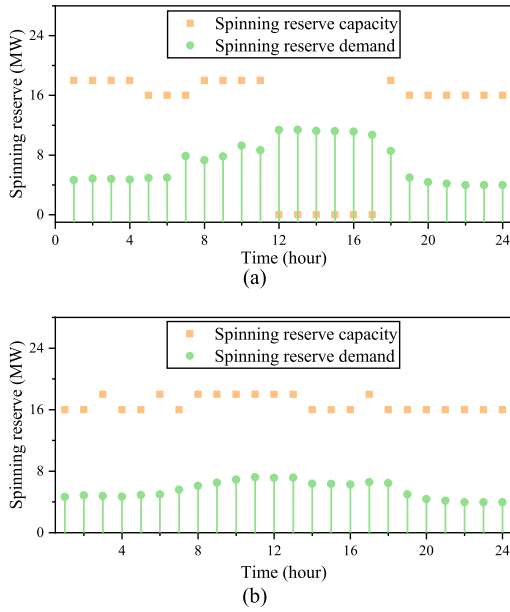 Spinning reserve capacity
Spinning reserve demand
Spinning reserve (MW)
24
16
8
0
0 4 8 12 16 20 24
Time (hour)
(a)
Spinning reserve capacity
Spinning reserve demand
Spinning reserve (MW)
24
16
8
0
4 8 12 16 20 24
Time (hour)
(b)